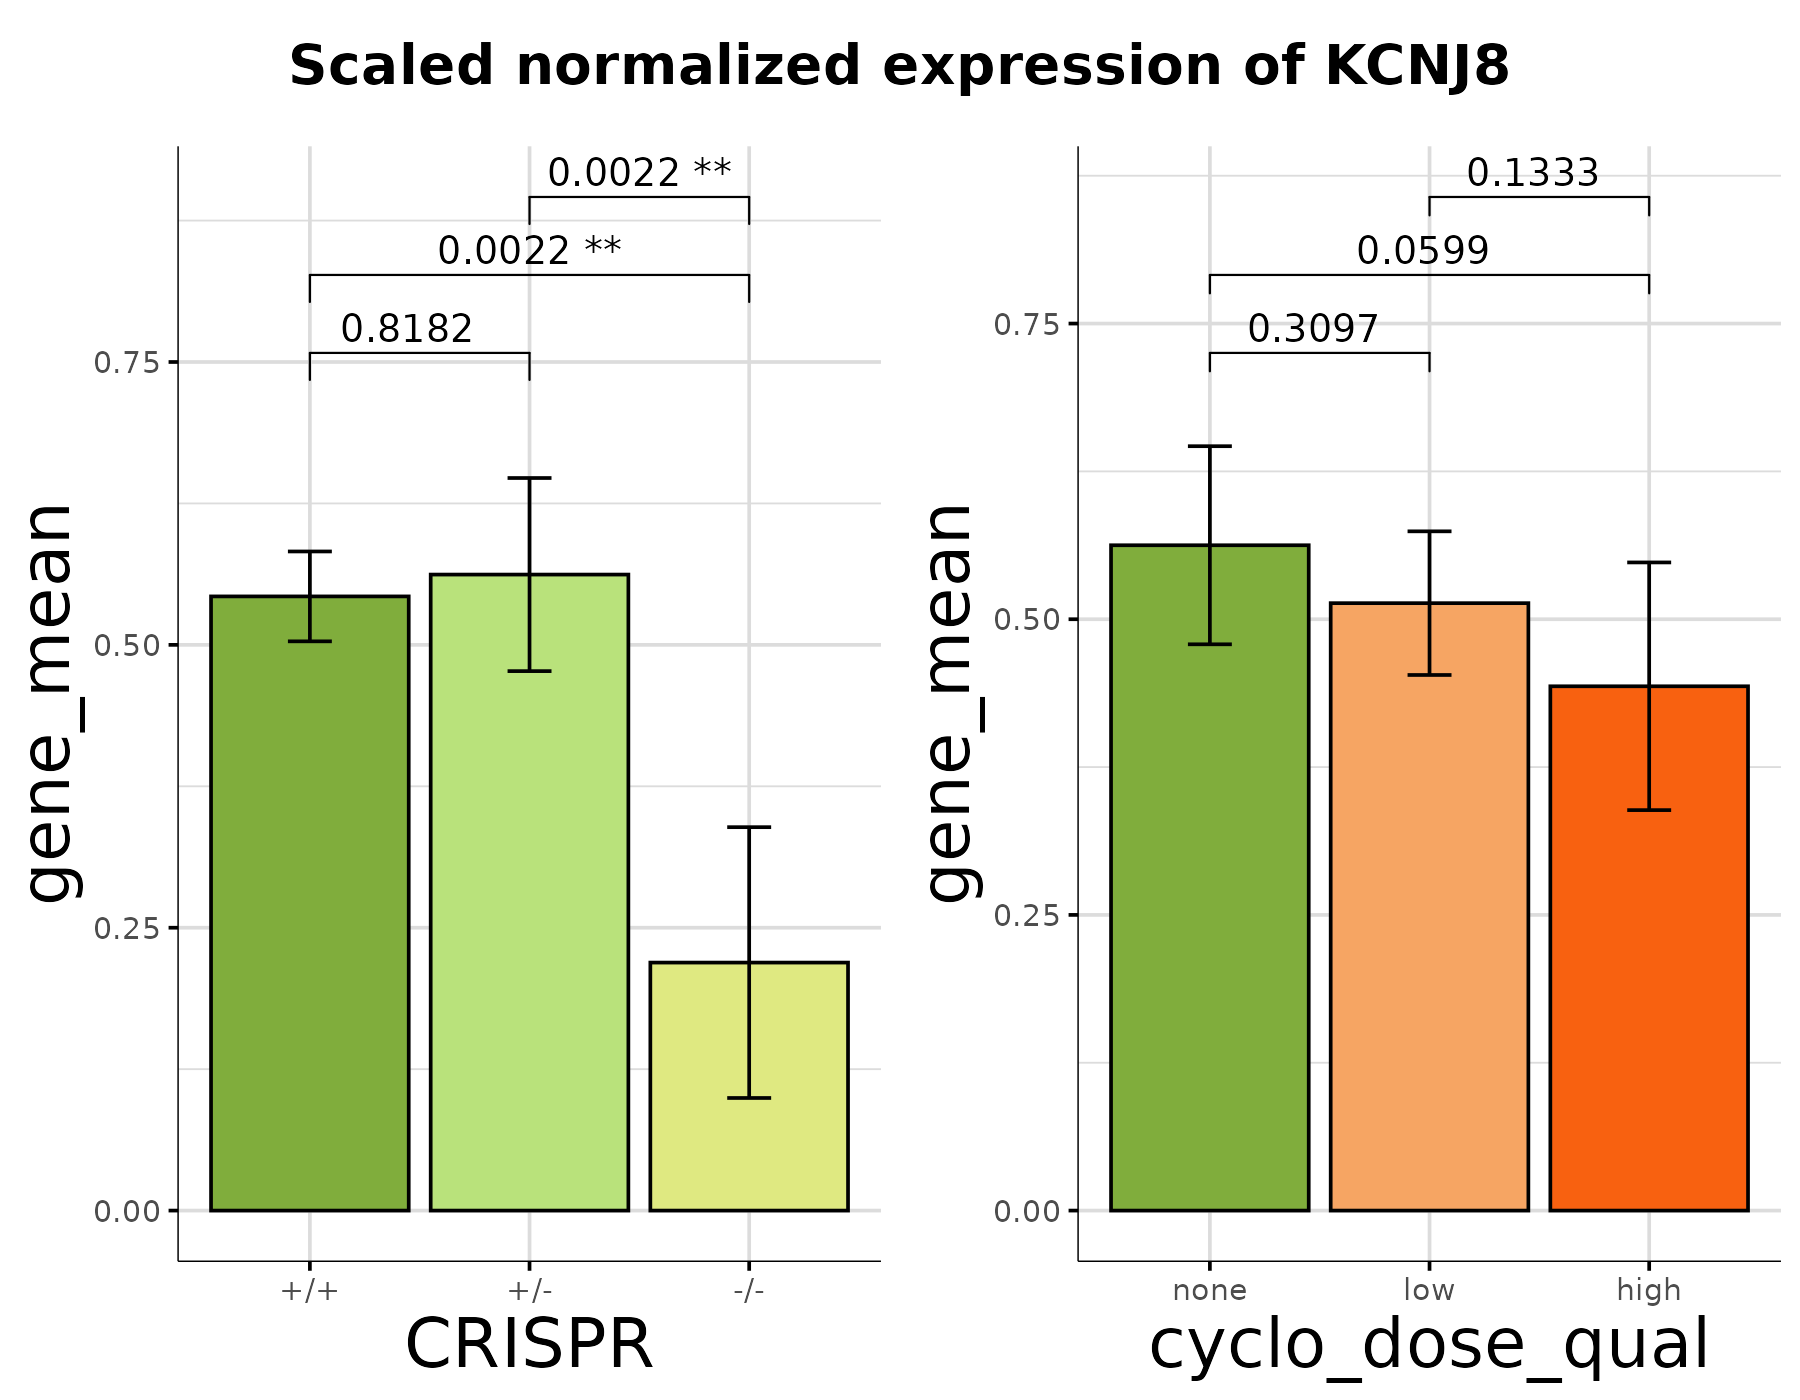 Scaled normalized expression of KCNJ8
0.0022 **
0.0022 **
0.8182
0.75
0.50
0.25
0.00
gene_mean
+/+ +/- -/-
CRISPR
0.1333
0.0599
0.3097
0.75
0.50
0.25
0.00
gene_mean
none low high
cyclo_dose_qual